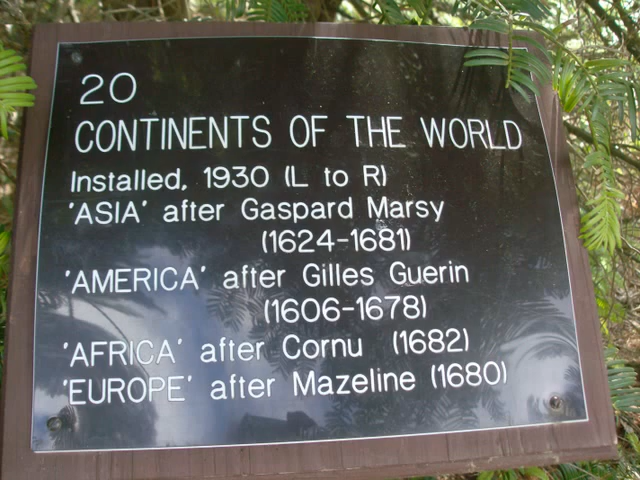 20
CONTINENTS OF THE WORLD
Installed, 1930 (L to R)
'ASIA' after Gaspard Marsy
(1624-1681)
'AMERICA' after Gilles Guerin
(1606-1678)
'AFRICA' after Cornu (1682)
'EUROPE' after Mazeline (1680)